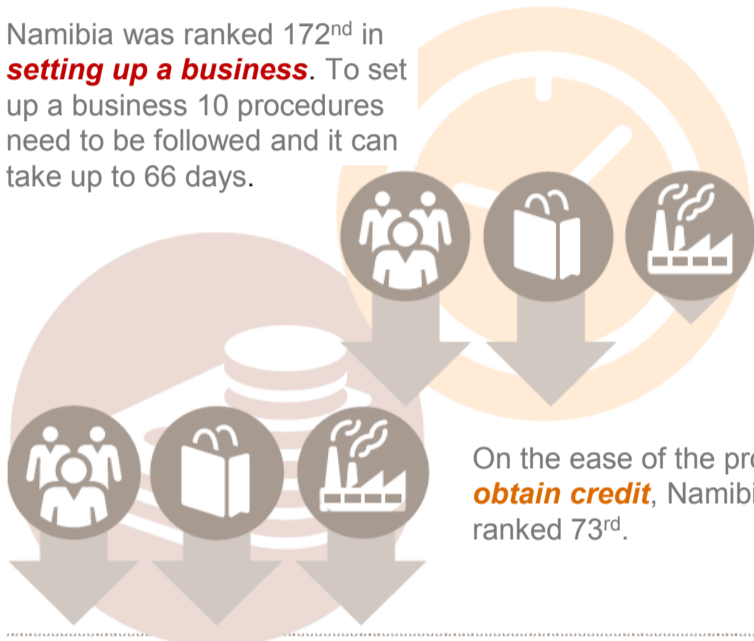 Namibia was ranked 172nd in
setting up a business. To set
up a business 10 procedures
need to be followed and it can
take up to 66 days.
On the ease of the
obtain credit,
ranked 73rd.